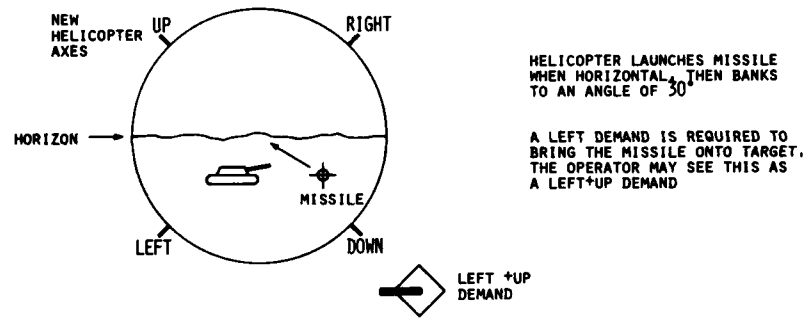 NEW
HELICOPTER
AXES
UP
RIGHT
HELICOPTER LAUNCHES MISSILE
WHEN HORIZONTAL, THEN BANKS
TO AN ANGLE OF 30°
HORIZON
A LEFT DEMAND IS REQUIRED TO
BRING THE MISSILE ONTO TARGET.
THE OPERATOR MAY SEE THIS AS
A LEFT+UP DEMAND
MISSILE
LEFT
DOWN
LEFT +UP
DEMAND